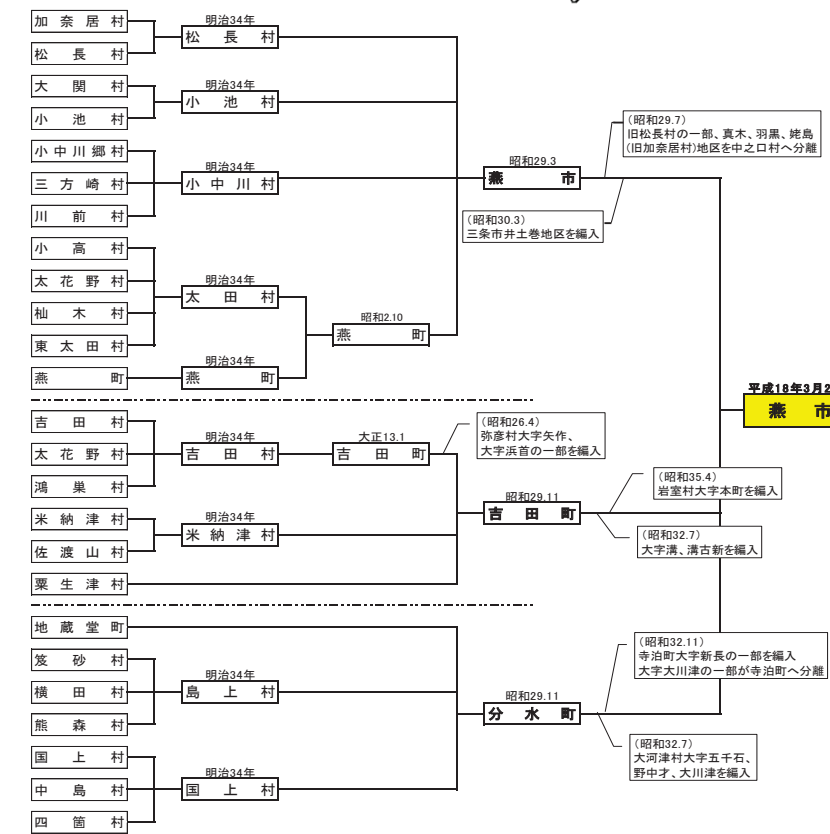 加奈居村
松長村
明治34年
松長村
大関村
小池村
明治34年
小池村
小中川郷村
三方崎村
川前村
明治34年
小中川村
小高村
太花野村
杣木村
東太田村
明治34年
太田村
燕町
明治34年
燕町
昭和2.10
燕町
昭和29.3
燕市
(昭和29.7)
旧松長村の一部、真木、羽黒、姥島
(旧加奈居村)地区を中之口村へ分離
(昭和30.3)
三条市井土巻地区を編入
平成18年3月2
燕市
吉田村
太花野村
鴻巣村
明治34年
吉田村
大正13.1
吉田町
(昭和26.4)
弥彦村大字矢作、
大字浜首の一部を編入
米納津村
佐渡山村
明治34年
米納津村
粟生津村
昭和29.11
吉田町
(昭和35.4)
岩室村大字本町を編入
(昭和32.7)
大字溝、溝古新を編入
地蔵堂町
笈砂村
横田村
熊森村
明治34年
島上村
国上村
中島村
四箇村
明治34年
国上村
昭和29.11
分水町
(昭和32.11)
寺泊町大字新長の一部を編入
大字大川津の一部が寺泊町へ分離
(昭和32.7)
大河津村大字五千石、
野中才、大川津を編入